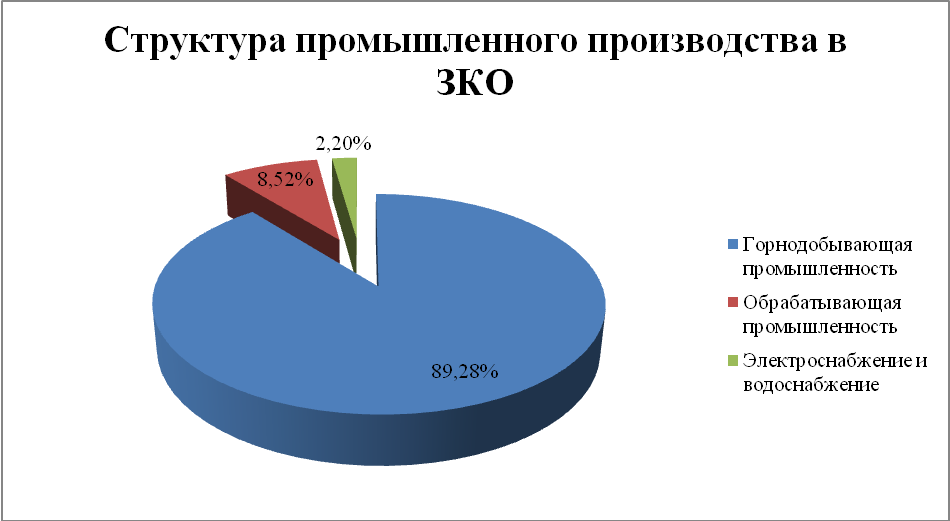 Структура промышленного производства в
ЗКО
2,20%
8,52%
89,28%
Горнодобывающая
промышленность
Обрабатывающая
промышленность
Электроснабжение и
водоснабжение